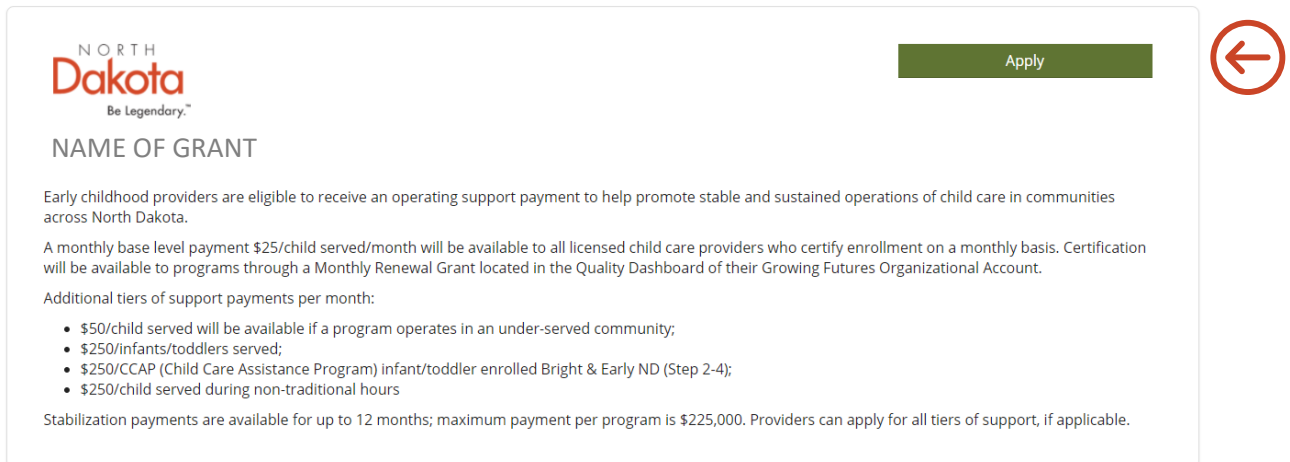 NORTH
Dakota
Be Legendary.™
Apply
NAME OF GRANT
Early childhood providers are eligible to receive an operating support payment to help promote stable and sustained operations of child care in communities
across North Dakota.
A monthly base level payment $25/child served/month will be available to all licensed child care providers who certify enrollment on a monthly basis. Certification
will be available to programs through a Monthly Renewal Grant located in the Quality Dashboard of their Growing Futures Organizational Account.
Additional tiers of support payments per month:
• $50/child served will be available if a program operates in an under-served community;
• $250/infants/toddlers served;
• $250/CCAP (Child Care Assistance Program) infant/toddler enrolled Bright & Early ND (Step 2-4);
• $250/child served during non-traditional hours
Stabilization payments are available for up to 12 months; maximum payment per program is $225,000. Providers can apply for all tiers of support, if applicable.